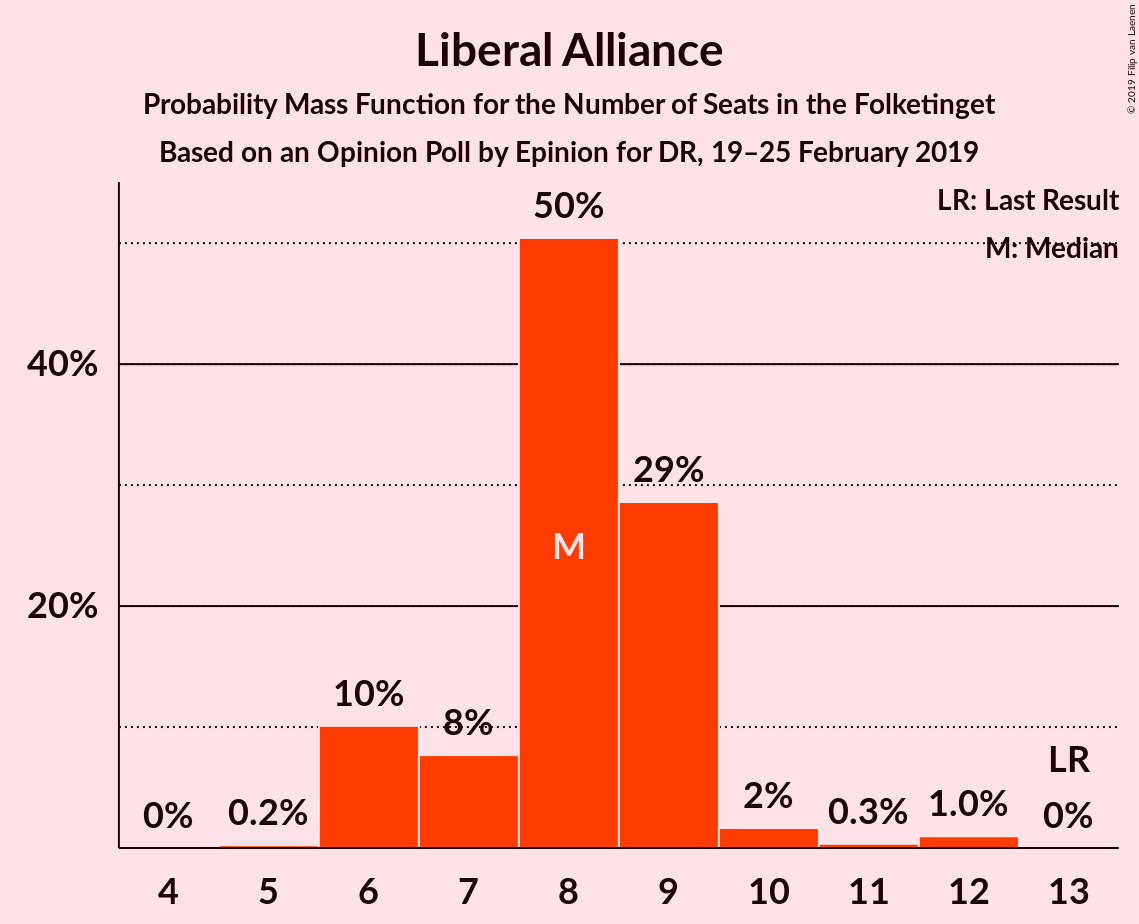 Liberal Alliance
Probability Mass Function for the Number of Seats in the Folketinget
Based on an Opinion Poll by Epinion for DR, 19–25 February 2019
© 2019 Filip van Laenen
LR: Last Result
M: Median
50%
40%
29%
M
20%
10%
8%
LR
0%
0.2%
2%
0.3%
1.0%
0%
4 5 6 7 8 9 10 11 12 13